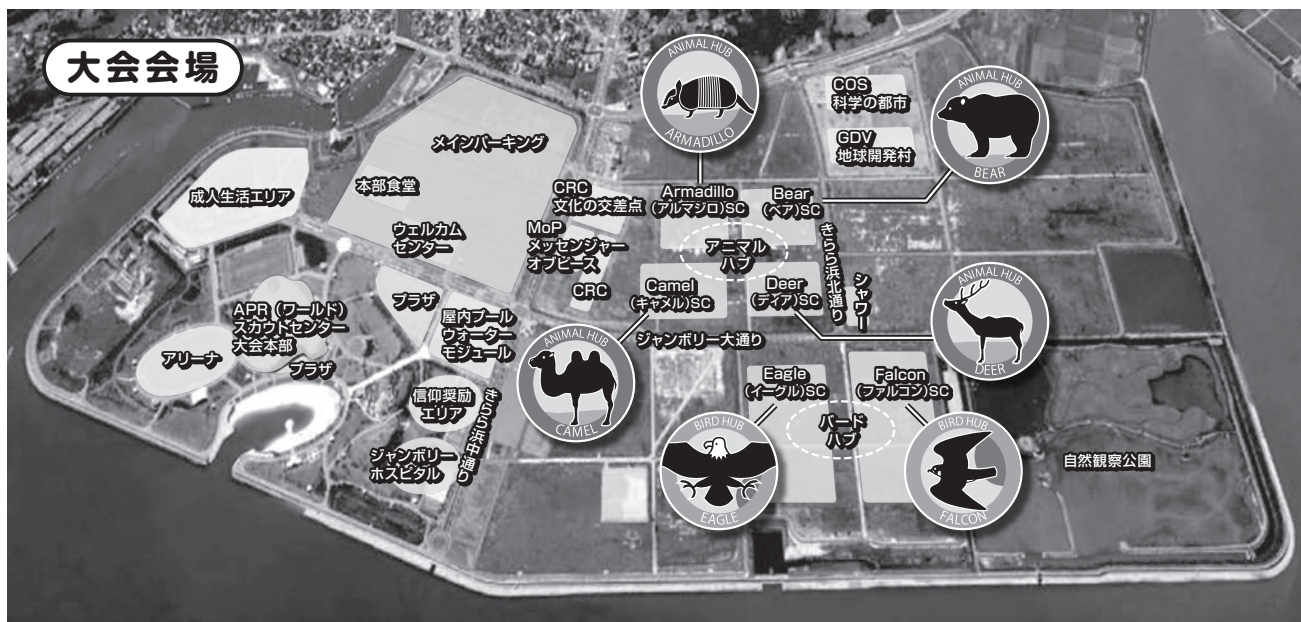 大会会場
ANIMAL HUB
ARMADILLO
COS
科学の都市
GDV
地球開発村
ANIMAL HUB
BEAR
メインパーキング
成人生活エリア
本部食堂
ウェルカム
センター
CRC
文化の交差点
MoP
メッセンジャー
オブピース
CRC
Armadillo
(アルマジロ)SC
Bear
(ベア)SC
アニマル
ハブ
Camel
(キャメル)SC
Deer
(ディア)SC
きらら浜北通り
シャワー
ANIMAL HUB
DEER
APR（ワールド）
スカウトセンター
大会本部
プラザ
アリーナ
プラザ
屋内プール
ウォーター
モジュール
ジャンボリー大通り
ANIMAL HUB
CAMEL
信仰奨励
エリア
きらら浜中通り
ジャンボリー
ホスピタル
Eagle
(イーグル)SC
Falcon
(ファルコン)SC
バード
ハブ
BIRD HUB
EAGLE
BIRD HUB
FALCON
自然観察公園